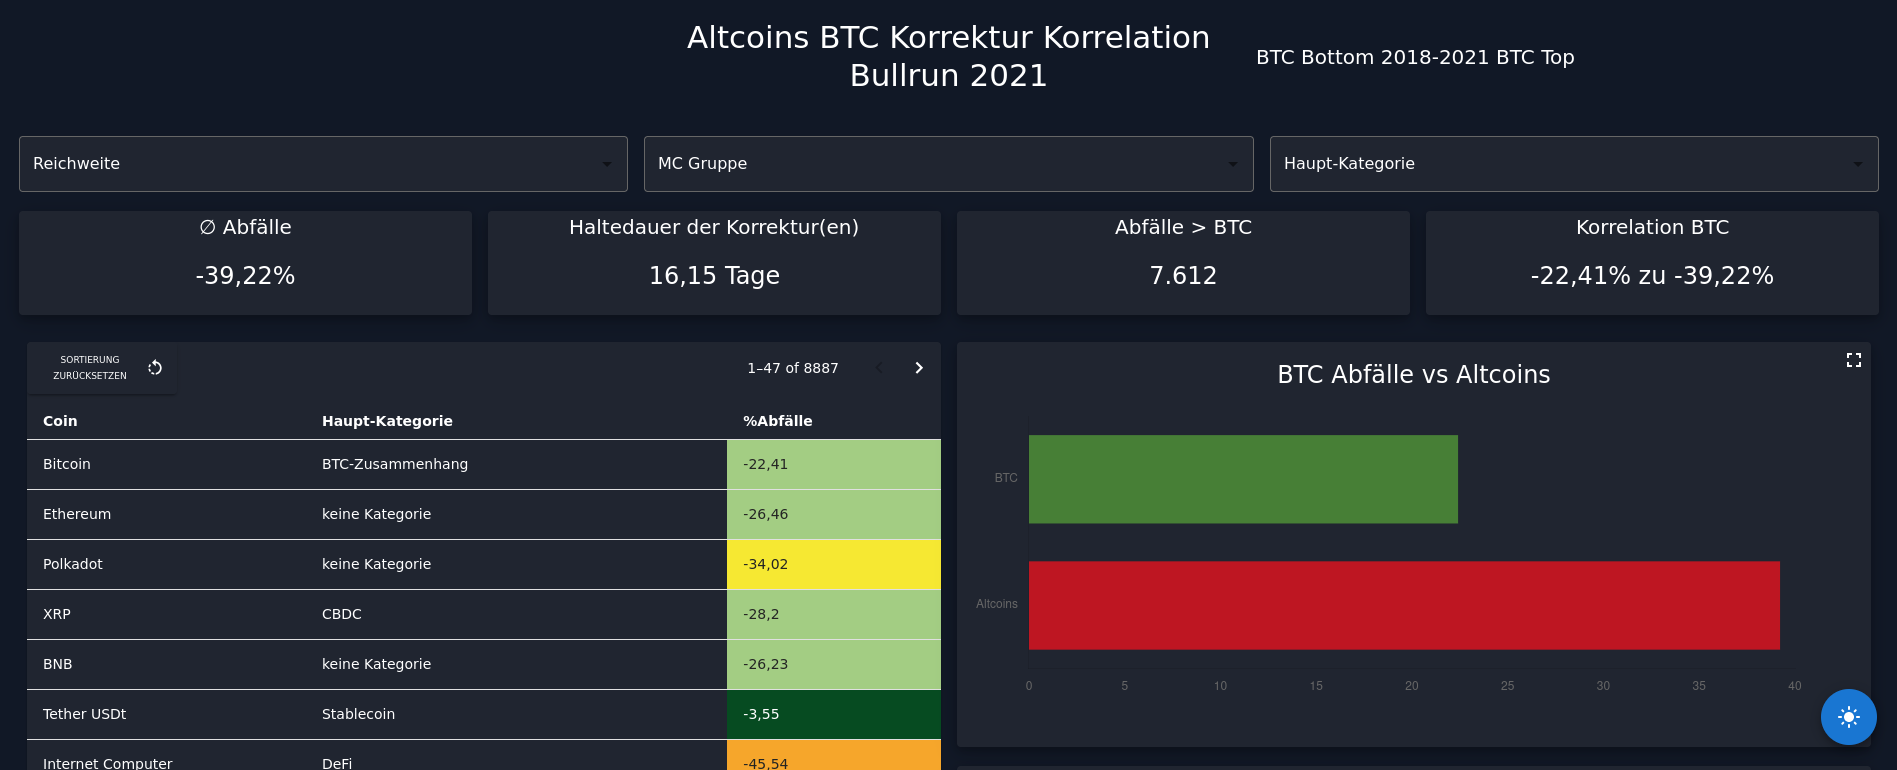 Altcoins BTC Korrektur Korrelation
Bullrun 2021
BTC Bottom 2018-2021 BTC Top
Reichweite
MC Gruppe
Haupt-Kategorie
∅ Abfälle
-39,22%
Haltedauer der Korrektur(en)
16,15 Tage
Abfälle > BTC
7.612
Korrelation BTC
-22,41% zu -39,22%
SORTIERUNG
ZURÜCKSETZEN
1–47 of 8887
Coin Haupt-Kategorie %Abfälle
Bitcoin BTC-Zusammenhang -22,41
Ethereum keine Kategorie -26,46
Polkadot keine Kategorie -34,02
XRP CBDC -28,2
BNB keine Kategorie -26,23
Tether USDt Stablecoin -3,55
Internet Computer DeFi -45,54
BTC Abfälle vs Altcoins
BTC
Altcoins
0 5 10 15 20 25 30 35 40